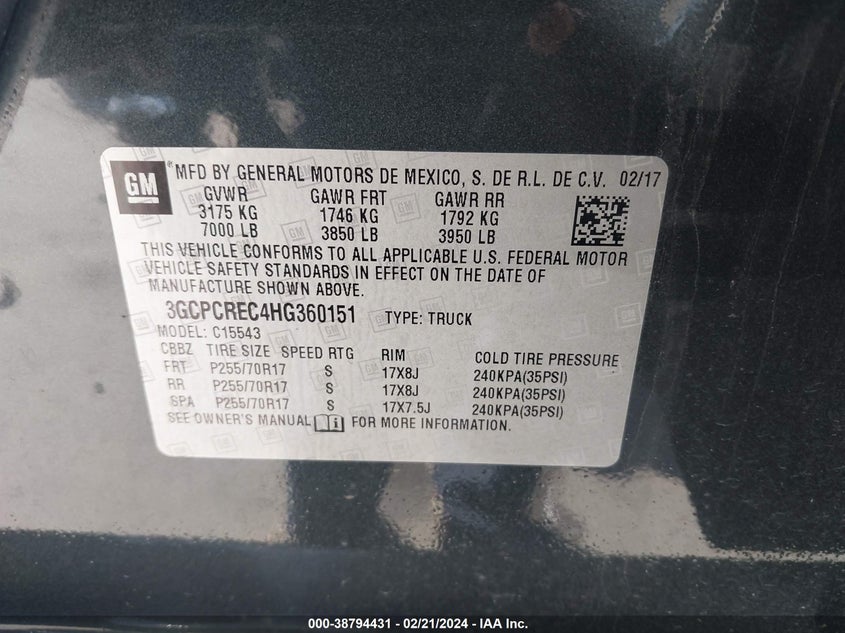 GM ® MFD BY GENERAL MOTORS DE MEXICO, S. DE R.L. DE C.V. 02/17
GVWR GAWR FRT GAWR RR
3175 KG 1746 KG 1792 KG
7000 LB 3850 LB 3950 LB
THIS VEHICLE CONFORMS TO ALL APPLICABLE U.S. FEDERAL MOTOR
VEHICLE SAFETY STANDARDS IN EFFECT ON THE DATE OF
MANUFACTURE SHOWN ABOVE.
3GCPCREC4HG360151 TYPE: TRUCK
MODEL: C15543
CBBZ TIRE SIZE SPEED RTG RIM COLD TIRE PRESSURE
FRT P255/70R17 S 17X8J 240KPA(35PSI)
RR P255/70R17 S 17X8J 240KPA(35PSI)
SPA P255/70R17 S 17X7.5J 240KPA(35PSI)
SEE OWNER'S MANUAL FOR MORE INFORMATION.
000-38794431 - 02/21/2024 - IAA Inc.